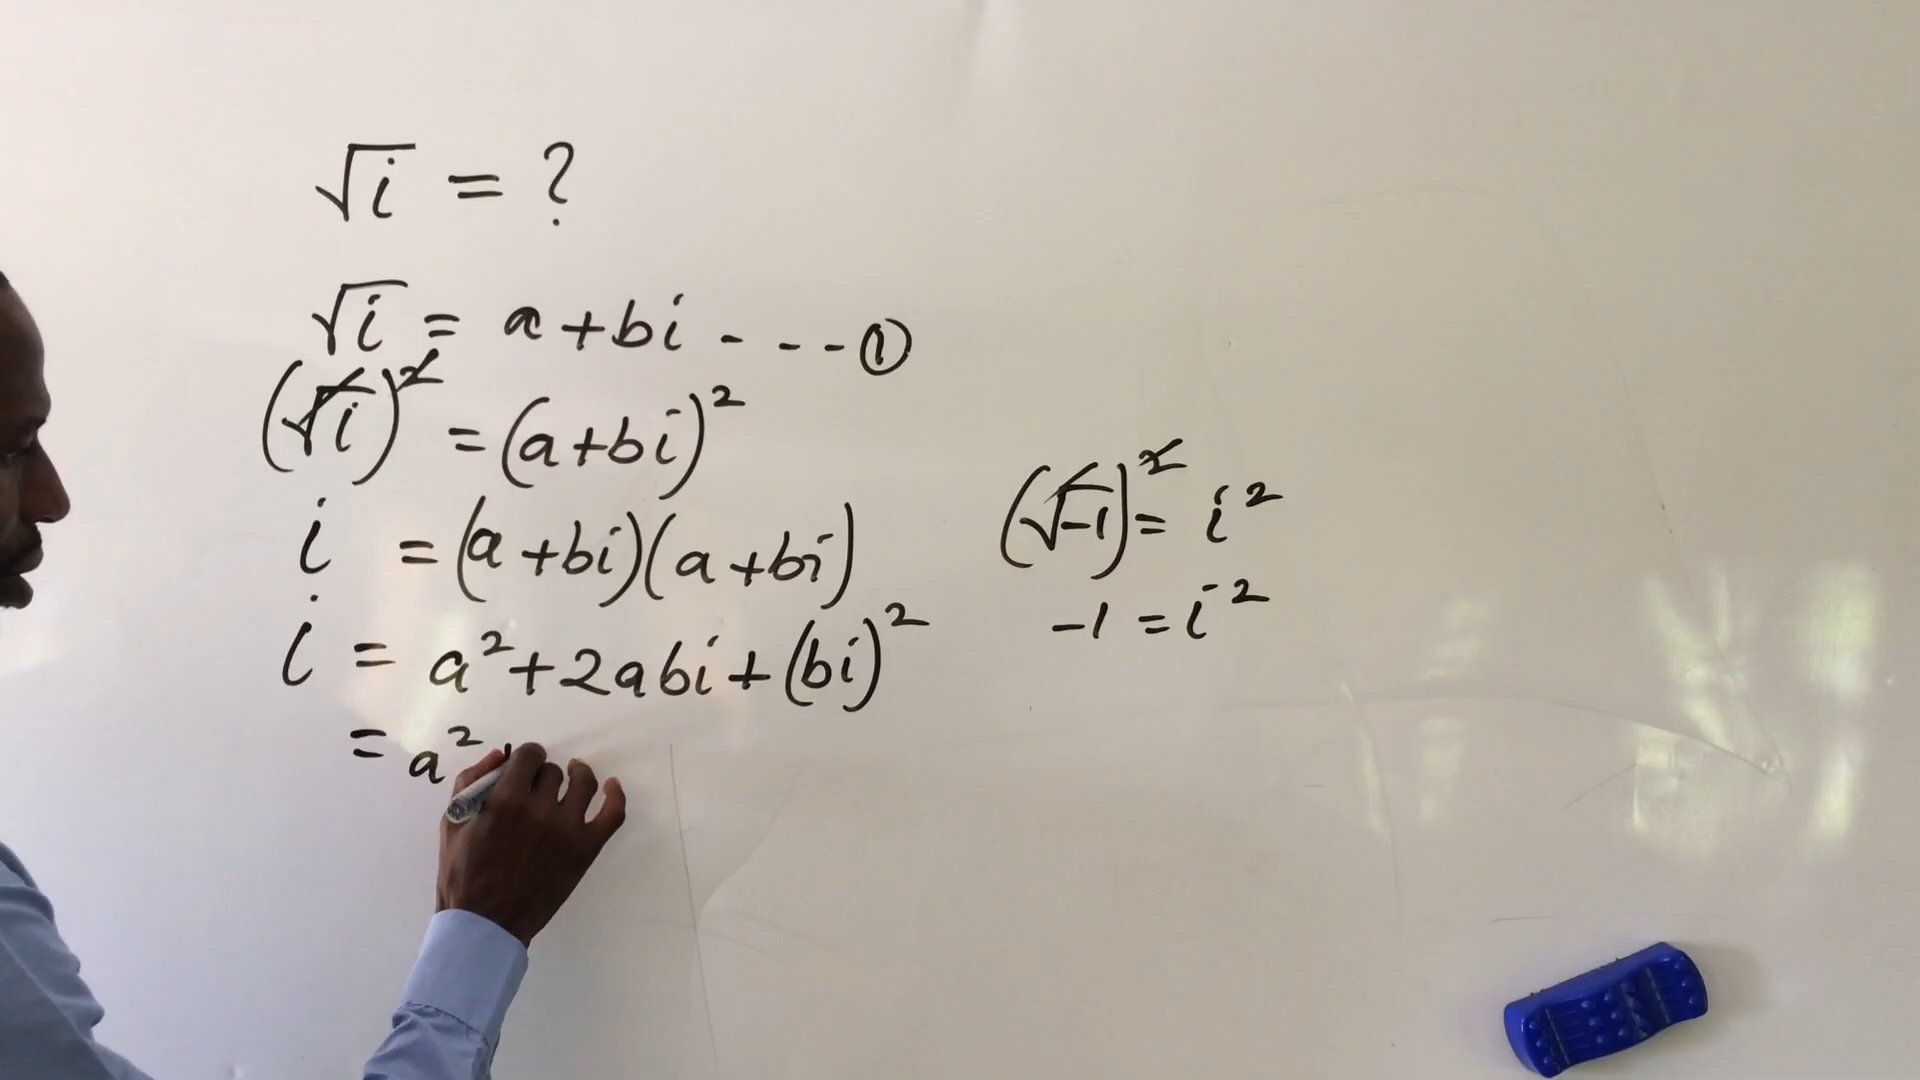 √i = ?
√i = a + bi - - - - ①
(√i)² = (a+bi)²
i = (a+bi)(a+bi)
i = a² + 2abi + (bi)²
= a²
(√-1)² = i²
-1 = i²